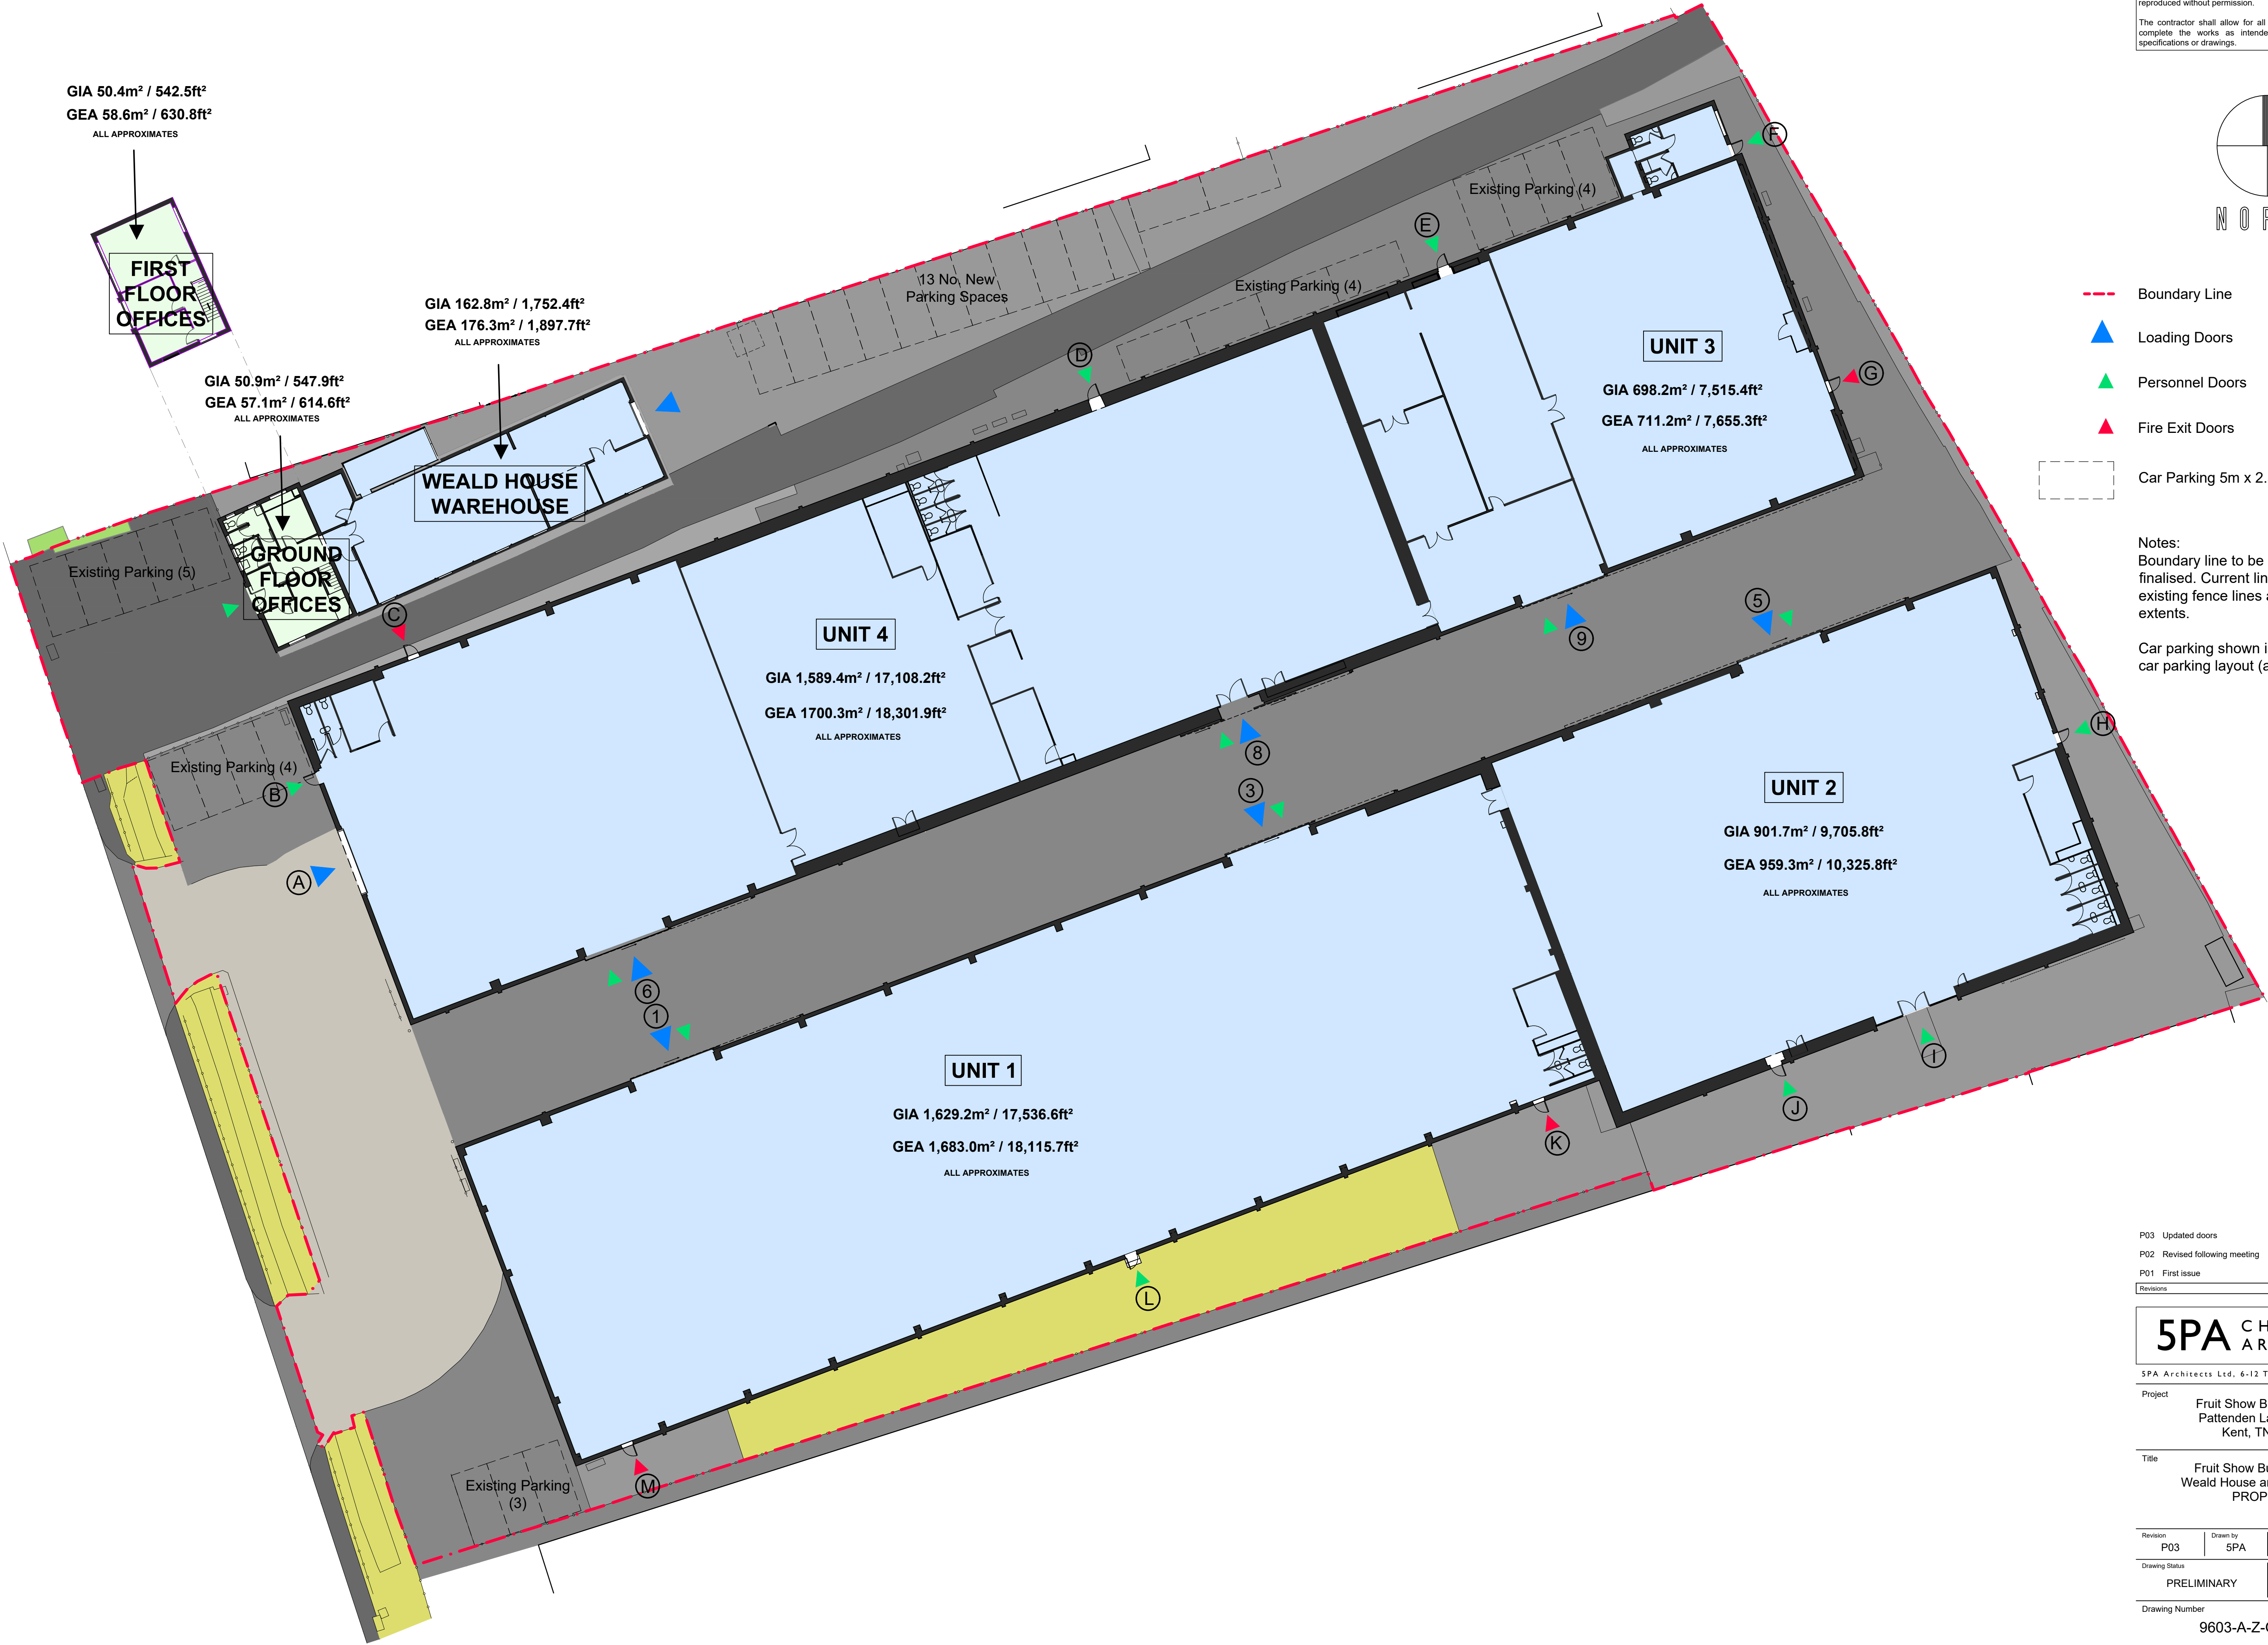 reproduced without permission.
The contractor shall allow for all
complete the works as intende
specifications or drawings.
GIA 50.4m² / 542.5ft²
GEA 58.6m² / 630.8ft²
ALL APPROXIMATES
FIRST
FLOOR
OFFICES
GIA 162.8m² / 1,752.4ft²
GEA 176.3m² / 1,897.7ft²
ALL APPROXIMATES
GIA 50.9m² / 547.9ft²
GEA 57.1m² / 614.6ft²
ALL APPROXIMATES
WEALD HOUSE
WAREHOUSE
GROUND
FLOOR
OFFICES
Existing Parking (5)
13 No. New
Parking Spaces
Existing Parking (4)
Existing Parking (4)
F
E
D
G
C
UNIT 3
GIA 698.2m² / 7,515.4ft²
GEA 711.2m² / 7,655.3ft²
ALL APPROXIMATES
UNIT 4
GIA 1,589.4m² / 17,108.2ft²
GEA 1700.3m² / 18,301.9ft²
ALL APPROXIMATES
5
9
H
8
3
Existing Parking (4)
B
A
6
1
UNIT 2
GIA 901.7m² / 9,705.8ft²
GEA 959.3m² / 10,325.8ft²
ALL APPROXIMATES
I
J
K
UNIT 1
GIA 1,629.2m² / 17,536.6ft²
GEA 1,683.0m² / 18,115.7ft²
ALL APPROXIMATES
L
M
Existing Parking
(3)
Boundary Line
Loading Doors
Personnel Doors
Fire Exit Doors
Car Parking 5m x 2.
Notes:
Boundary line to be
finalised. Current lin
existing fence lines a
extents.
Car parking shown i
car parking layout (a
P03 Updated doors
P02 Revised following meeting
P01 First issue
Revisions
5PA CH
AR
5PA Architects Ltd, 6-12 T
Project
Fruit Show B
Pattenden La
Kent, TN
Title
Fruit Show Bu
Weald House a
PROP
Revision
P03
Drawn by
5PA
Drawing Status
PRELIMINARY
Drawing Number
9603-A-Z-